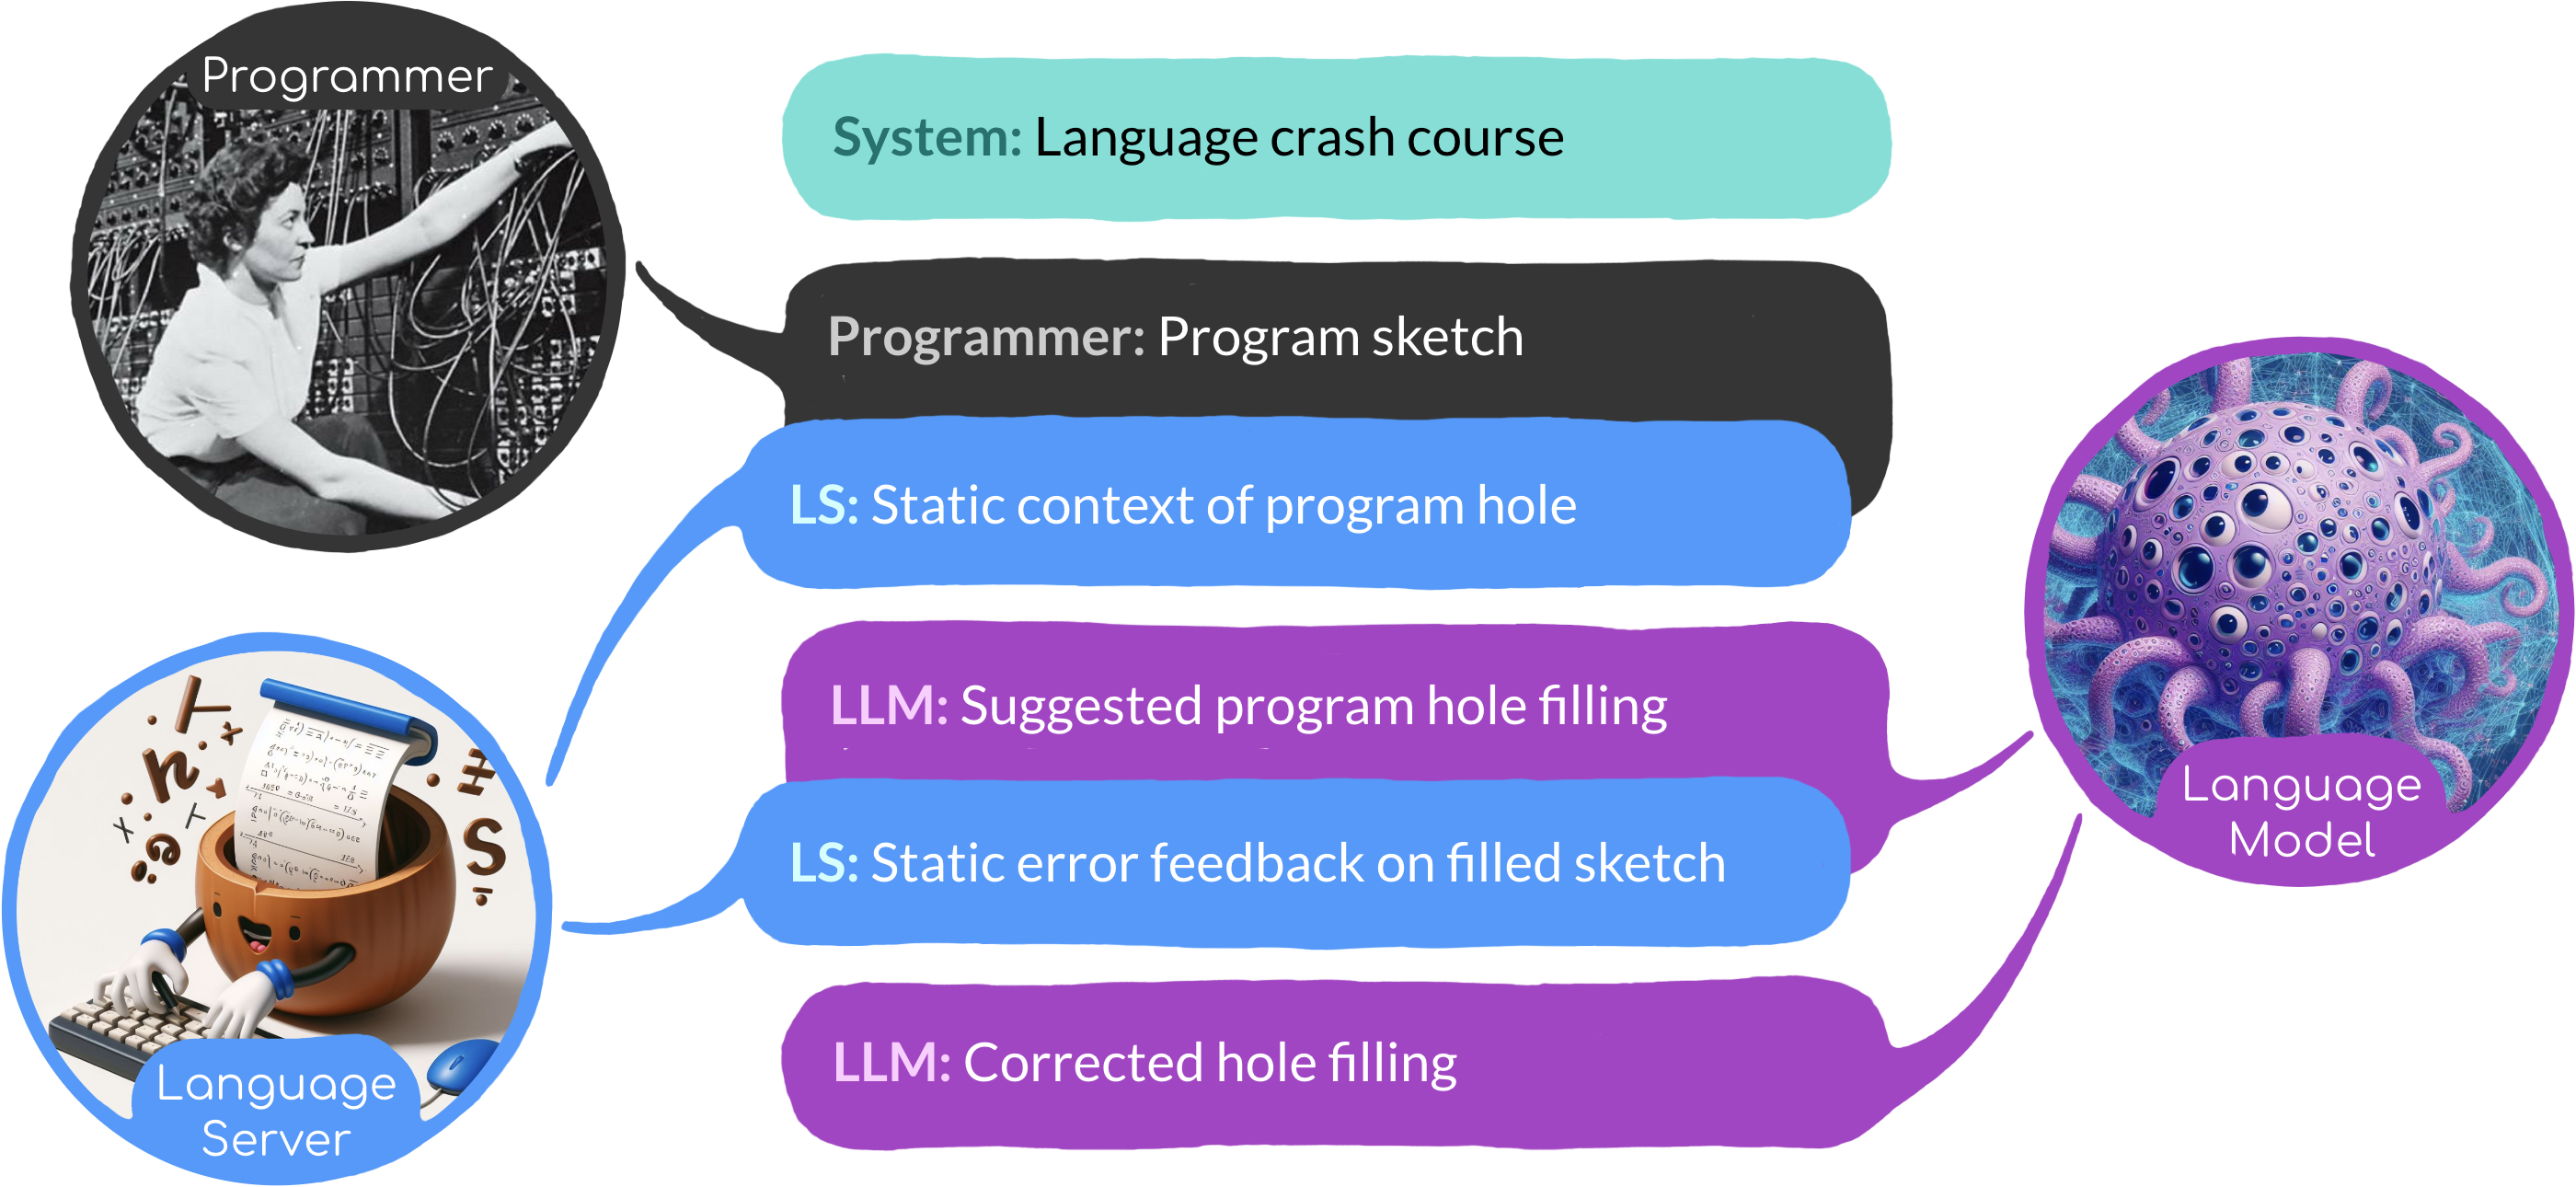 Programmer
System: Language crash course
Programmer: Program sketch
LS: Static context of program hole
LLM: Suggested program hole filling
LS: Static error feedback on filled sketch
LLM: Corrected hole filling
Language
Server
Language
Model